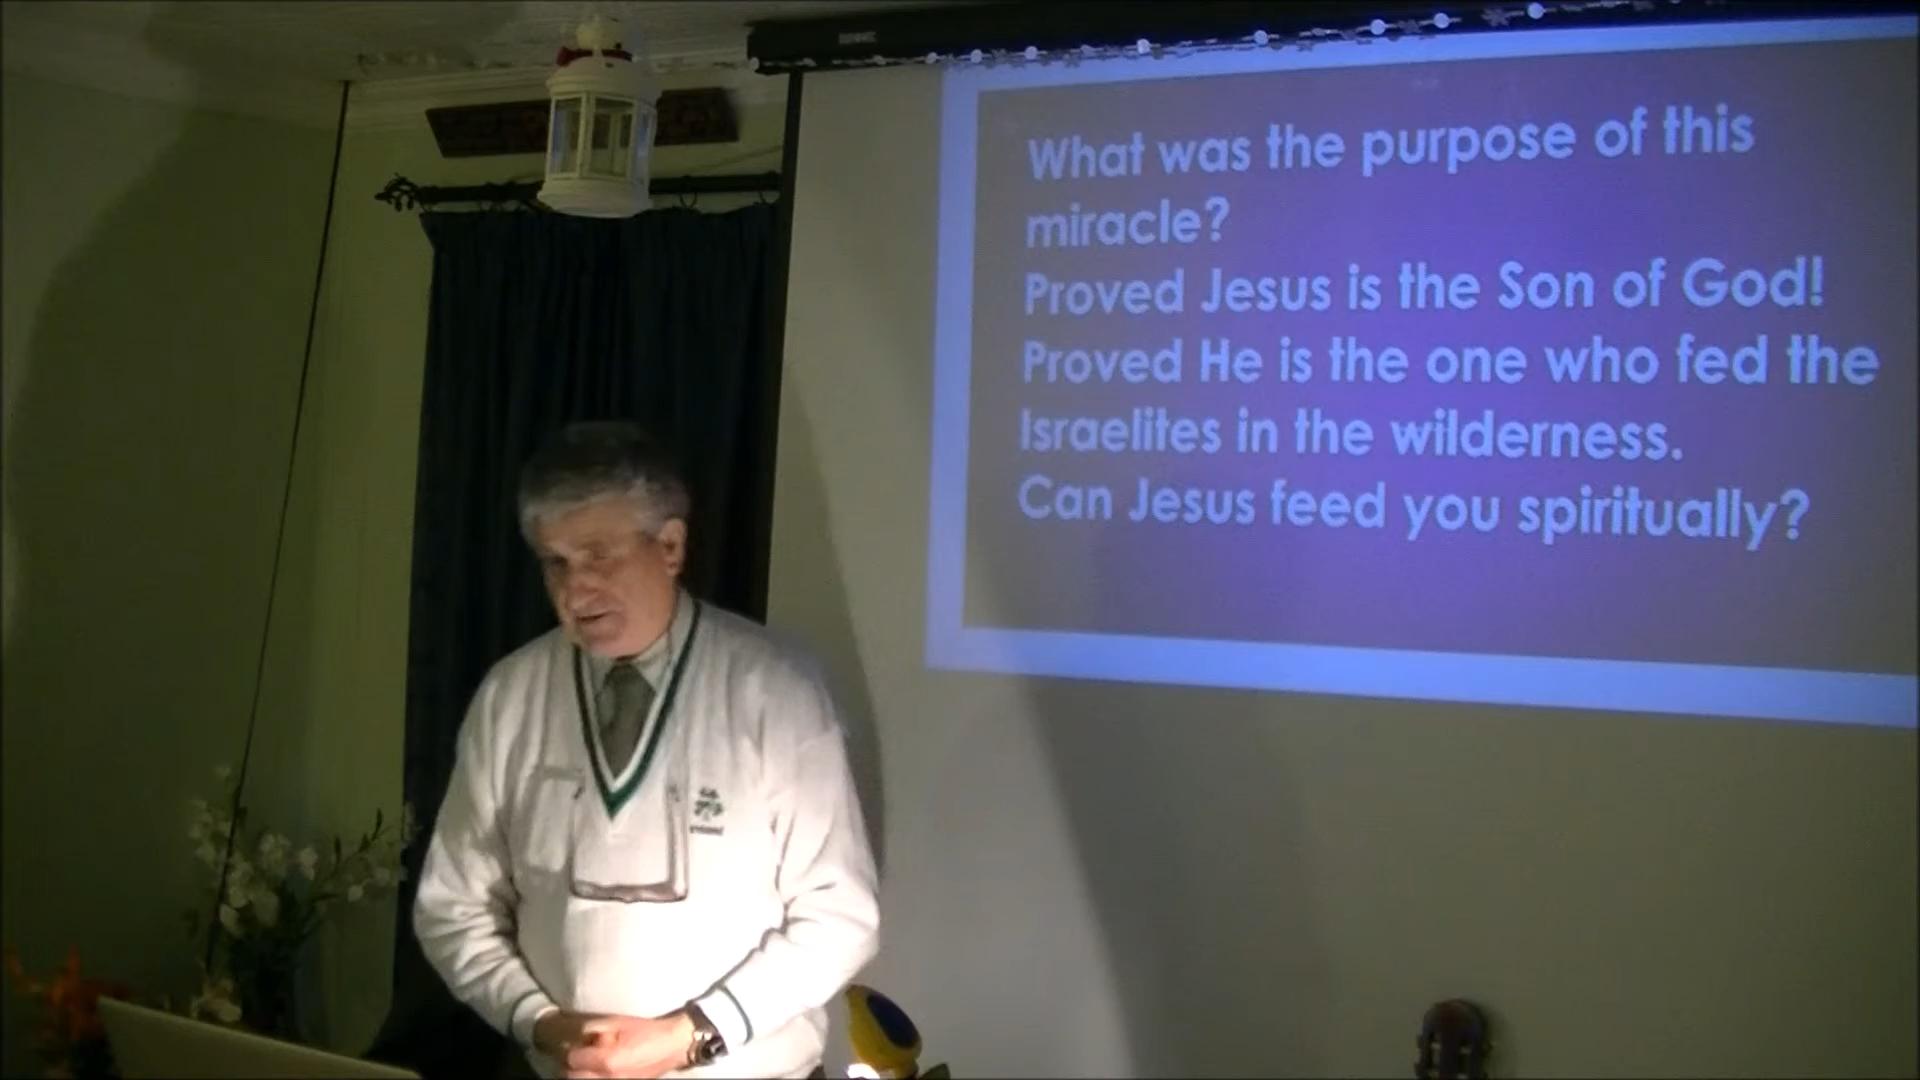 What was the purpose of this
miracle?
Proved Jesus is the Son of God!
Proved He is the one who fed the
Israelites in the wilderness.
Can Jesus feed you spiritually?